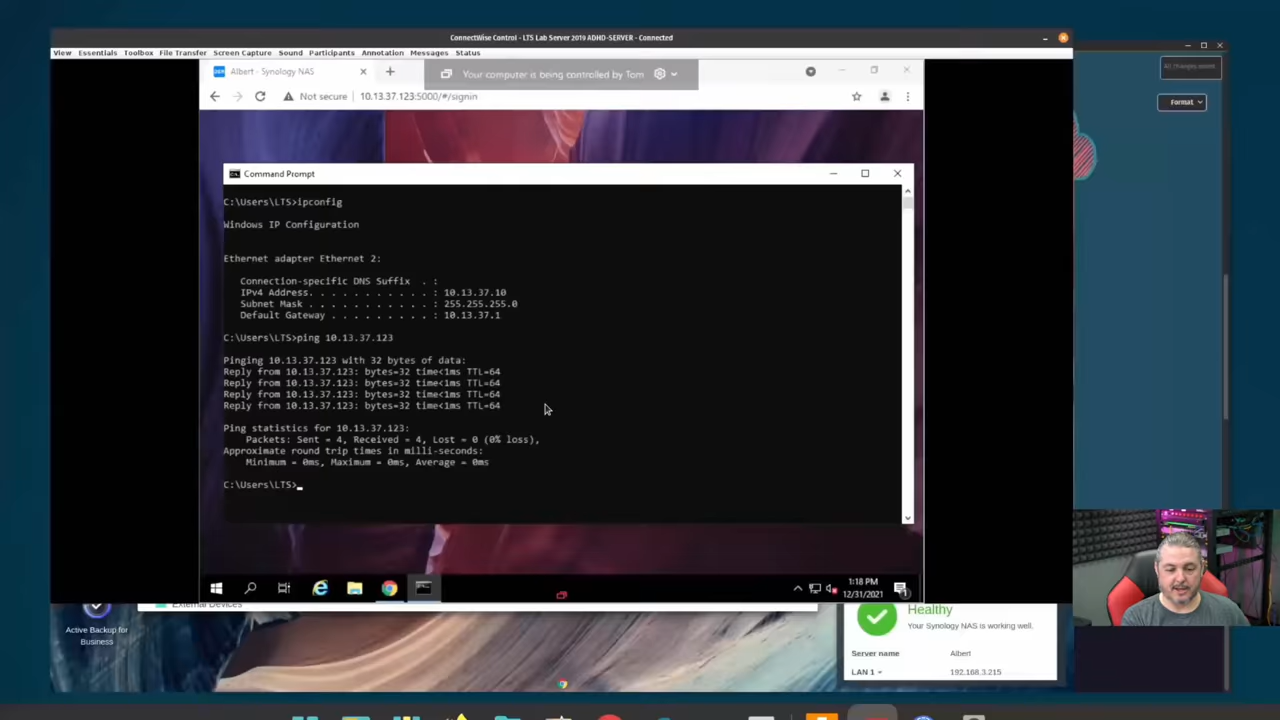 ConnectWise Control - LTS Lab Server 2019 ADHD-SERVER - Connected
View Essentials Toolbox File Transfer Screen Capture Sound Participants Annotation Messages Status
Albert - Synology NAS
Your computer is being controlled by Tom
Not secure 10.13.37.123:5000/#/signin
Format
Command Prompt
C:\Users\LTS>ipconfig
Windows IP Configuration
Ethernet adapter Ethernet 2:
Connection-specific DNS Suffix . :
IPv4 Address. . . . . . . . . . . : 10.13.37.10
Subnet Mask . . . . . . . . . . . : 255.255.255.0
Default Gateway . . . . . . . . . : 10.13.37.1
C:\Users\LTS>ping 10.13.37.123
Pinging 10.13.37.123 with 32 bytes of data:
Reply from 10.13.37.123: bytes=32 time<1ms TTL=64
Reply from 10.13.37.123: bytes=32 time<1ms TTL=64
Reply from 10.13.37.123: bytes=32 time<1ms TTL=64
Reply from 10.13.37.123: bytes=32 time<1ms TTL=64
Ping statistics for 10.13.37.123:
Packets: Sent = 4, Received = 4, Lost = 0 (0% loss),
Approximate round trip times in milli-seconds:
Minimum = 0ms, Maximum = 0ms, Average = 0ms
C:\Users\LTS>
1:18 PM
12/31/2021
External Devices
Active Backup for
Business
Healthy
Your Synology NAS is working well.
Server name Albert
LAN 1 192.168.3.215